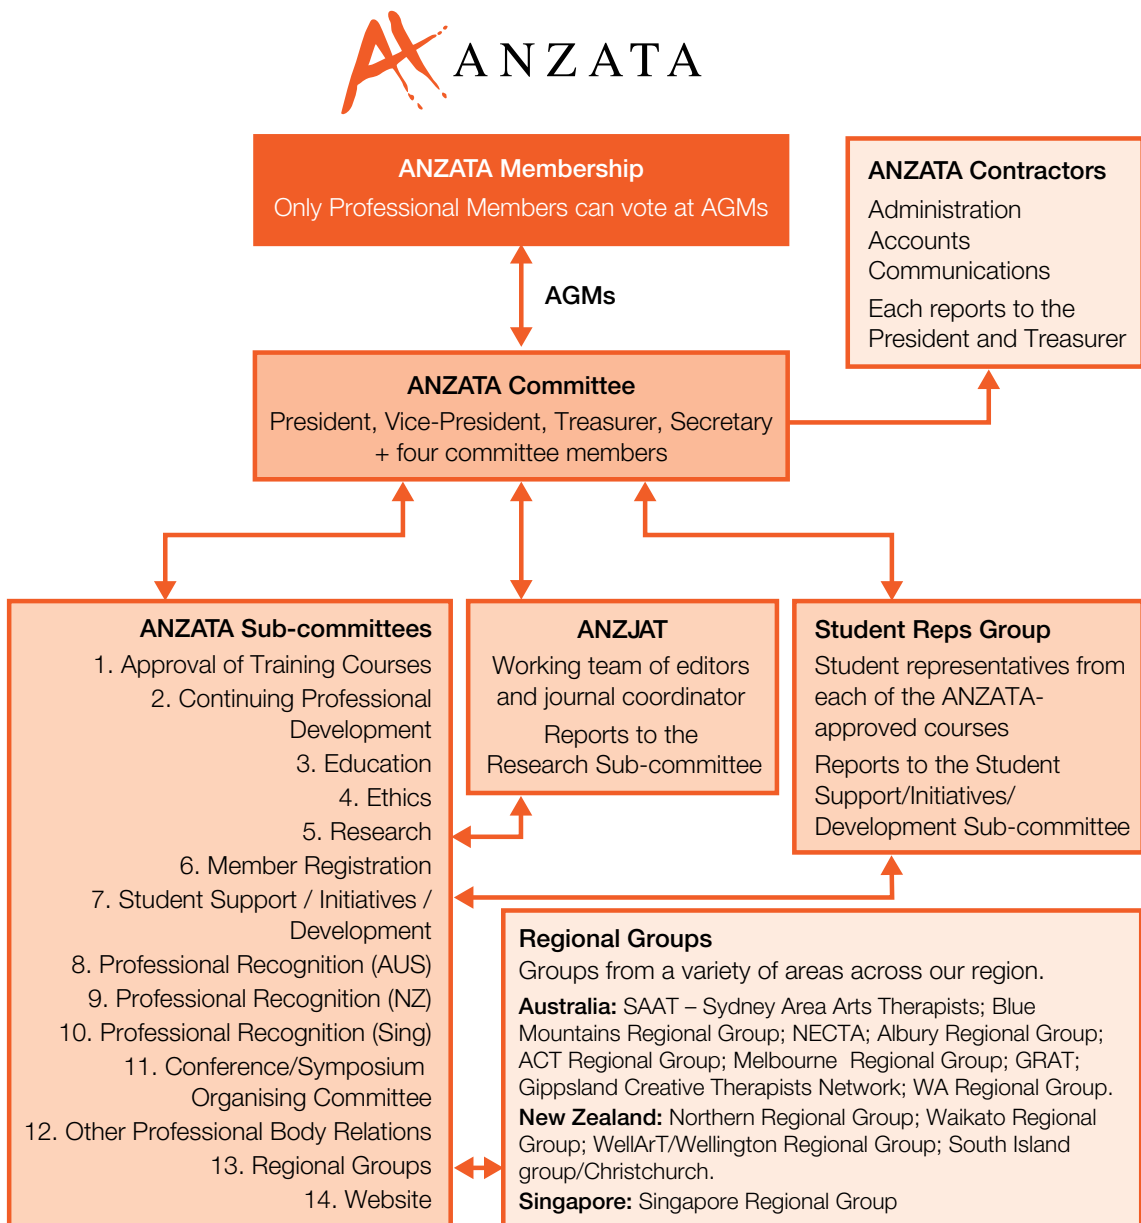 ANZATA
ANZATA Membership
Only Professional Members can vote at AGMs
ANZATA Contractors
Administration
Accounts
Communications
Each reports to the
President and Treasurer
AGMs
ANZATA Committee
President, Vice-President, Treasurer, Secretary
+ four committee members
ANZATA Sub-committees
1. Approval of Training Courses
2. Continuing Professional
Development
3. Education
4. Ethics
5. Research
6. Member Registration
7. Student Support / Initiatives /
Development
8. Professional Recognition (AUS)
9. Professional Recognition (NZ)
10. Professional Recognition (Sing)
11. Conference/Symposium
Organising Committee
12. Other Professional Body Relations
13. Regional Groups
14. Website
ANZJAT
Working team of editors
and journal coordinator
Reports to the
Research Sub-committee
Student Reps Group
Student representatives from
each of the ANZATA-
approved courses
Reports to the Student
Support/Initiatives/
Development Sub-committee
Regional Groups
Groups from a variety of areas across our region.
Australia: SAAT – Sydney Area Arts Therapists; Blue
Mountains Regional Group; NECTA; Albury Regional Group;
ACT Regional Group; Melbourne Regional Group; GRAT;
Gippsland Creative Therapists Network; WA Regional Group.
New Zealand: Northern Regional Group; Waikato Regional
Group; WellArT/Wellington Regional Group; South Island
group/Christchurch.
Singapore: Singapore Regional Group